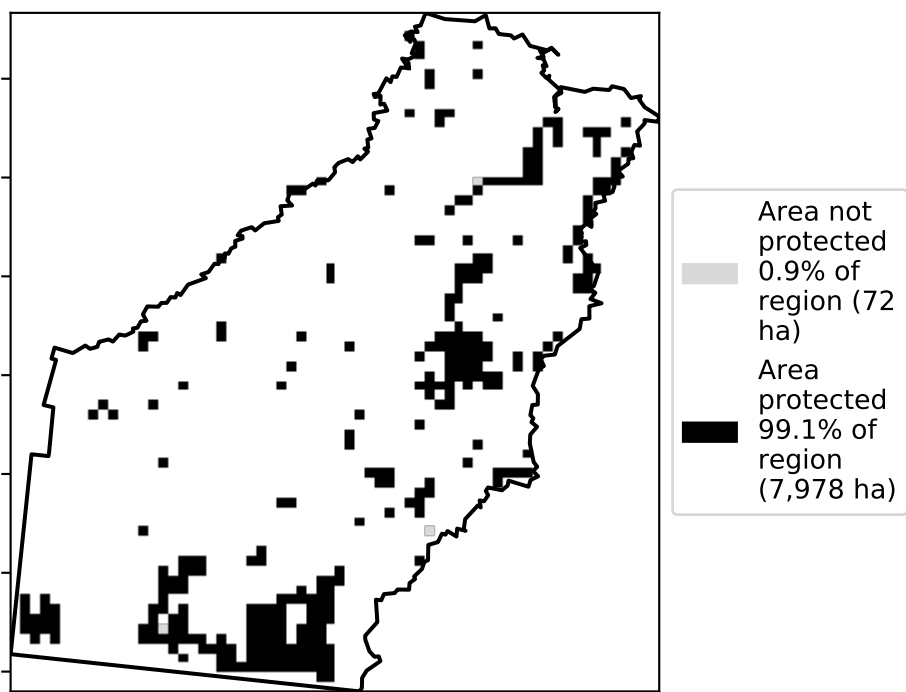 Area not
protected
0.9% of
region (72
ha)
Area
protected
99.1% of
region
(7,978 ha)